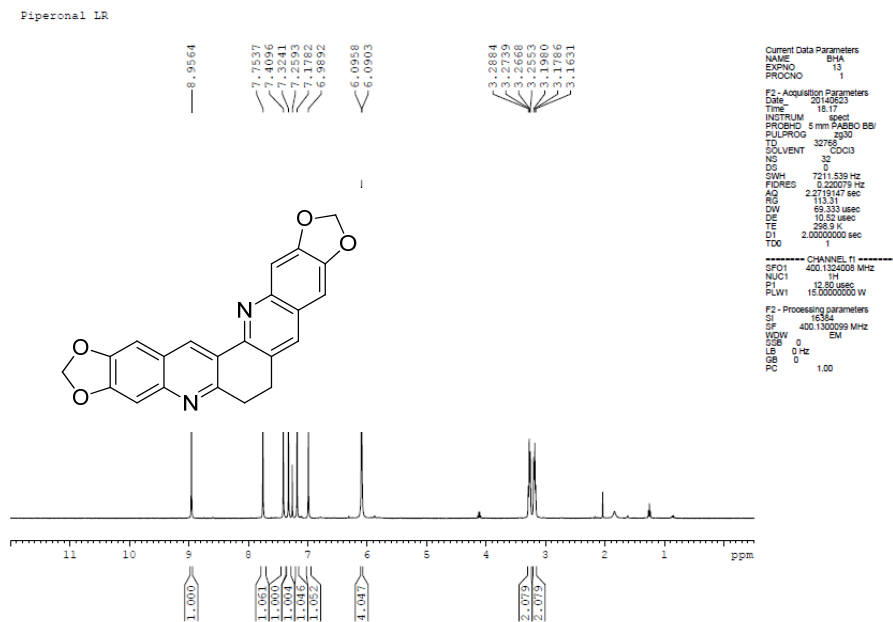 Piperonal LR
8.9564
7.7537
7.4096
7.3241
7.2593
7.1782
6.9892
6.0958
6.0903
3.2884
3.2739
3.2668
3.2553
3.1980
3.1786
3.1631
Current Data Parameters
NAME BHA
EXPNO 13
PROCNO 1
F2 - Acquisition Parameters
Date_ 20140623
Time 18.17
INSTRUM spect
PROBHD 5 mm PABBO BB/
PULPROG zg30
TD 32768
SOLVENT CDCl3
NS 32
DS 0
SWH 7211.539 Hz
FIDRES 0.220079 Hz
AQ 2.2719147 sec
RG 113.31
DW 69.333 usec
DE 10.52 usec
TE 298.9 K
D1 2.00000000 sec
TD0 1
======== CHANNEL f1 ========
SFO1 400.1324008 MHz
NUC1 1H
P1 12.80 usec
PLW1 15.00000000 W
F2 - Processing parameters
SI 16384
SF 400.1300099 MHz
WDW EM
SSB 0
LB 0 Hz
GB 0
PC 1.00
O
O
N
O
O
N
11 10 9 8 7 6 5 4 3 2 1 ppm
1.000
1.061
1.000
1.004
1.046
1.052
4.047
2.079
2.079